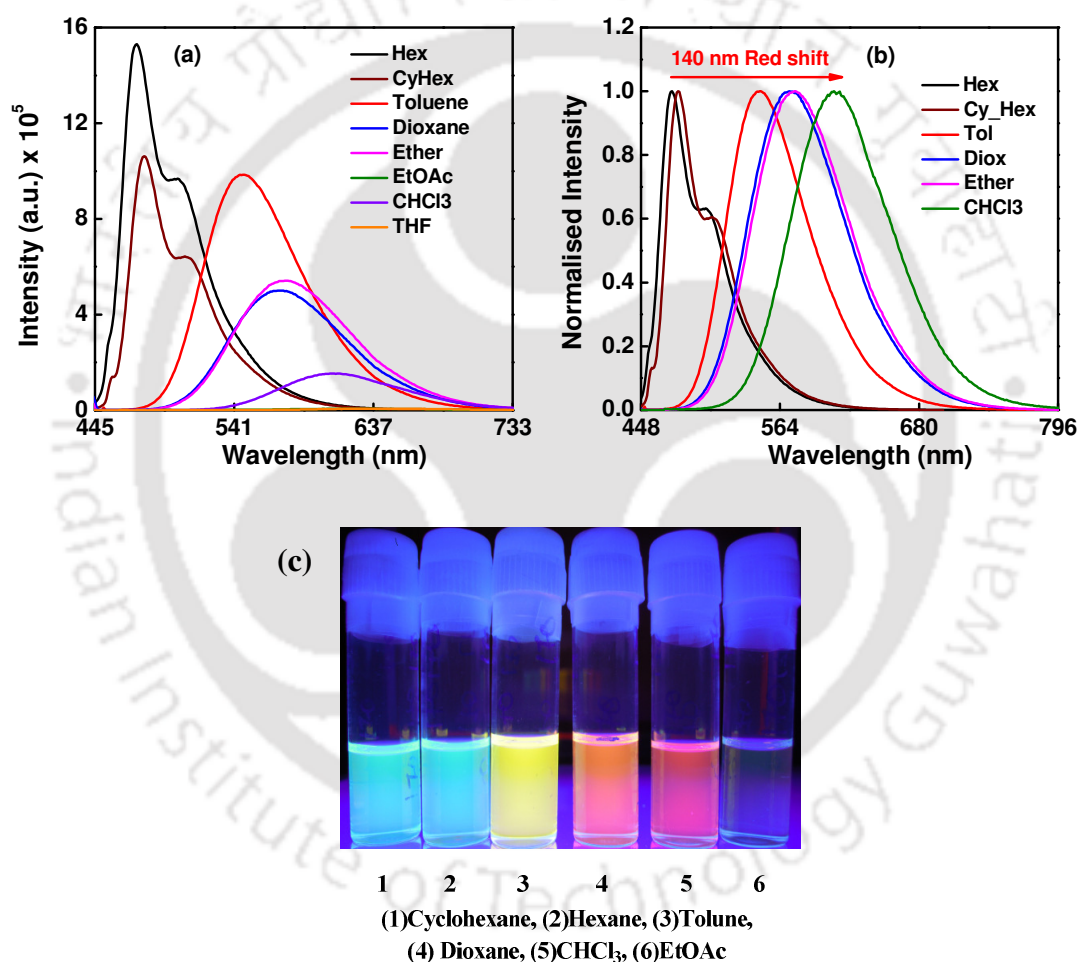 (a)
Hex
CyHex
Toluene
Dioxane
Ether
EtOAc
CHCl3
THF
Intensity (a.u.) x 10⁵
16
12
8
4
0
445 541 637 733
Wavelength (nm)
(b)
140 nm Red shift
Hex
Cy_Hex
Tol
Diox
Ether
CHCl3
Normalised Intensity
1.2
1.0
0.8
0.6
0.4
0.2
0.0
448 564 680 796
Wavelength (nm)
(c)
1 2 3 4 5 6
(1)Cyclohexane, (2)Hexane, (3)Tolune,
(4) Dioxane, (5)CHCl₃, (6)EtOAc
Indian Institute of Technology Guwahati